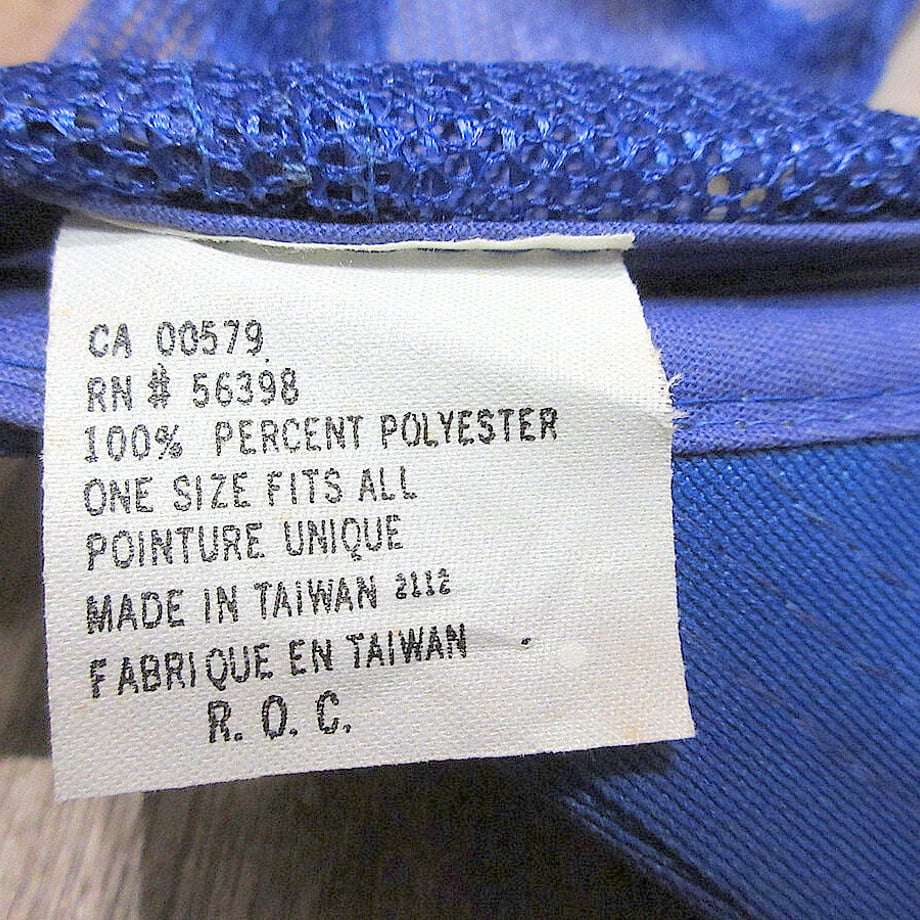 CA 00579
RN # 56398
100% PERCENT POLYESTER
ONE SIZE FITS ALL
POINTURE UNIQUE
MADE IN TAIWAN 2112
FABRIQUE EN TAIWAN
R. O. C.